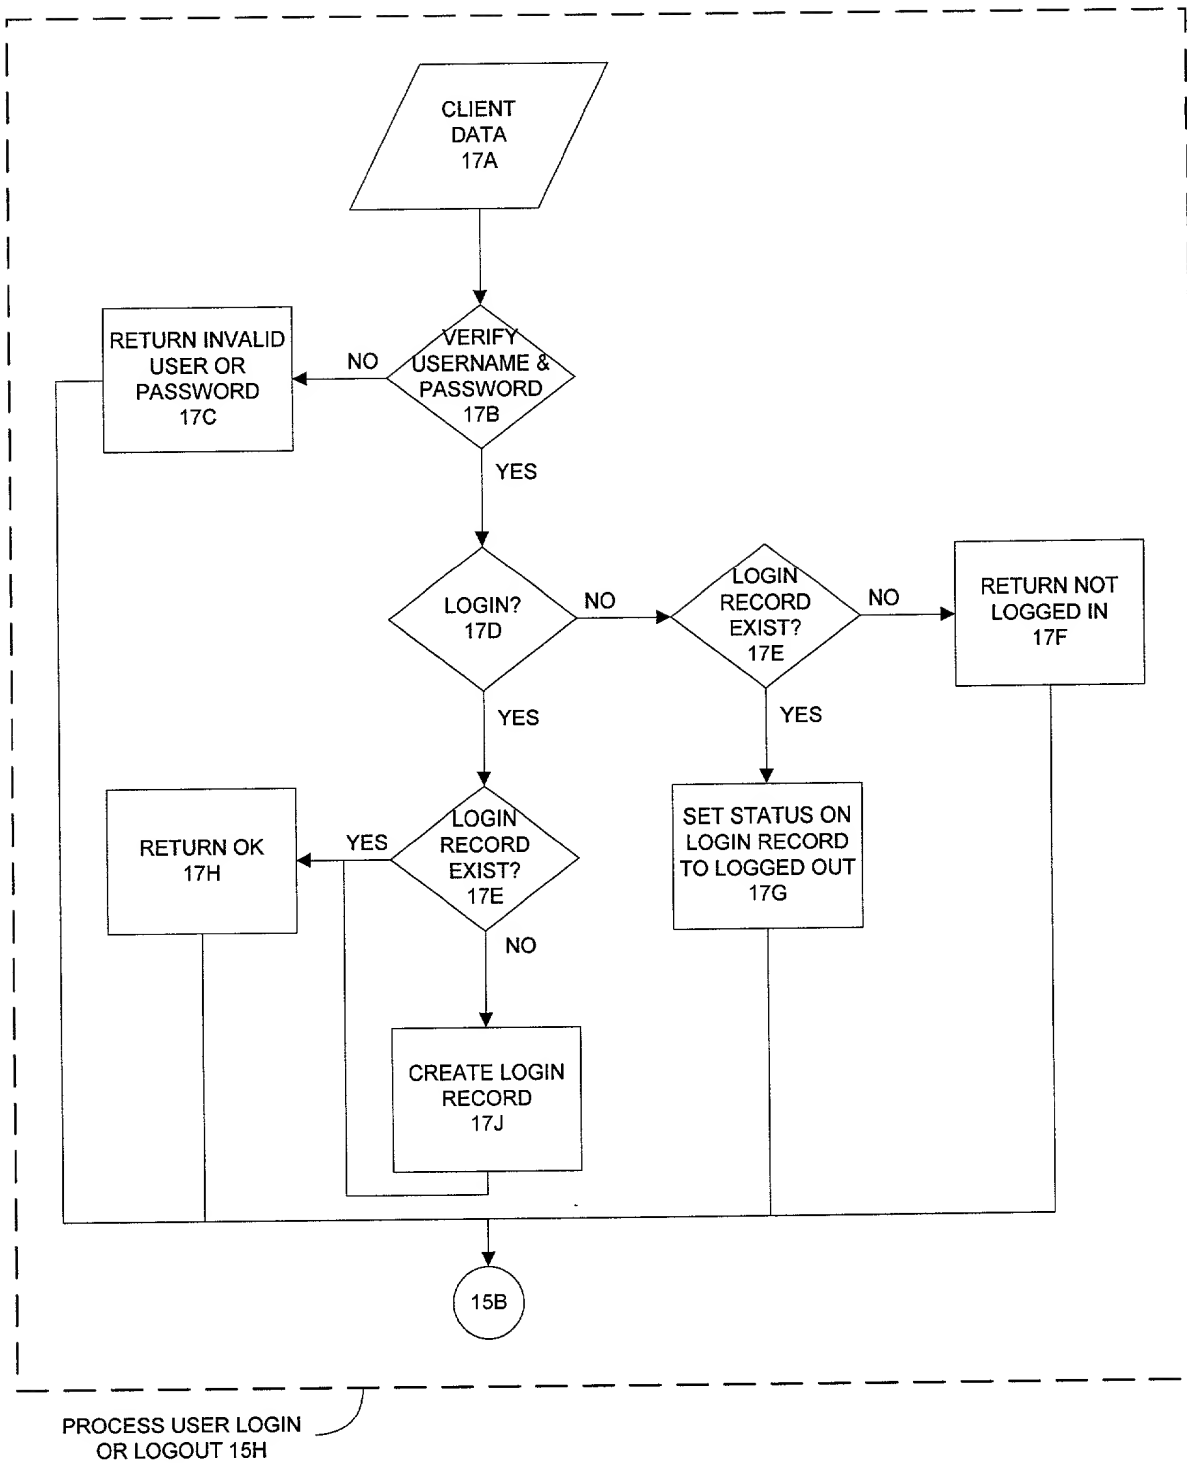 CLIENT
DATA
17A
RETURN INVALID
USER OR
PASSWORD
17C
NO
VERIFY
USERNAME &
PASSWORD
17B
YES
LOGIN?
17D
NO
LOGIN
RECORD
EXIST?
17E
NO
RETURN NOT
LOGGED IN
17F
YES
YES
RETURN OK
17H
YES
LOGIN
RECORD
EXIST?
17E
SET STATUS ON
LOGIN RECORD
TO LOGGED OUT
17G
NO
CREATE LOGIN
RECORD
17J
15B
PROCESS USER LOGIN
OR LOGOUT 15H